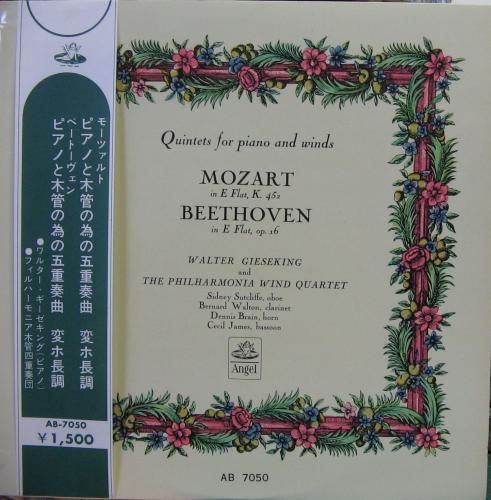 モーツァルト
ピアノと木管の為の五重奏曲 変ホ長調
ベートーヴェン
ピアノと木管の為の五重奏曲 変ホ長調
●ワルター・ギーゼキング(ピアノ)
●フィルハーモニア木管四重奏団
AB-7050
¥1,500
Quintets for piano and winds
MOZART
in E Flat, K. 452
BEETHOVEN
in E Flat, op. 16
WALTER GIESEKING
and
THE PHILHARMONIA WIND QUARTET
Sidney Sutcliffe, oboe
Bernard Walton, clarinet
Dennis Brain, horn
Cecil James, bassoon
Angel
AB 7050